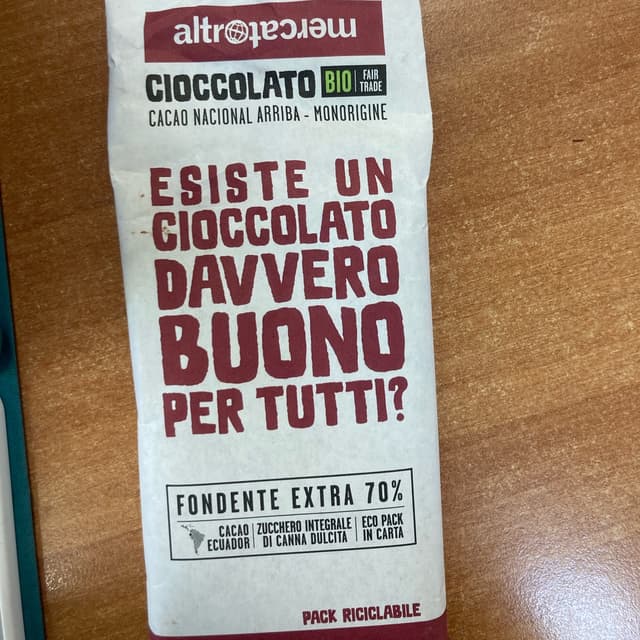 altromercato
CIOCCOLATO BIO FAIR TRADE
CACAO NACIONAL ARRIBA - MONORIGINE
ESISTE UN
CIOCCOLATO
DAVVERO
BUONO
PER TUTTI?
FONDENTE EXTRA 70%
CACAO ECUADOR
ZUCCHERO INTEGRALE DI CANNA DULCITA
ECO PACK IN CARTA
PACK RICICLABILE